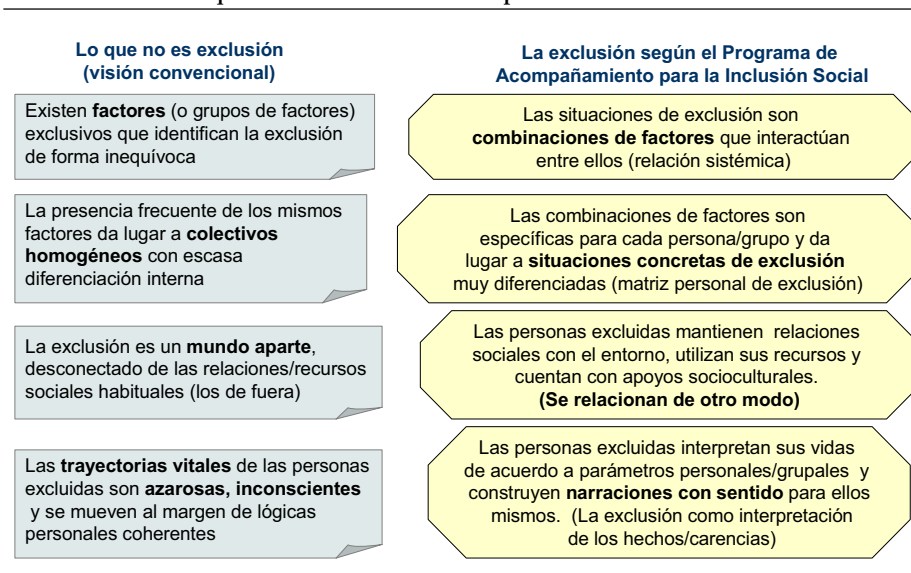 Lo que no es exclusión
(visión convencional)
La exclusión según el Programa de
Acompañamiento para la Inclusión Social
Existen factores (o grupos de factores)
exclusivos que identifican la exclusión
de forma inequívoca
Las situaciones de exclusión son
combinaciones de factores que interactúan
entre ellos (relación sistémica)
La presencia frecuente de los mismos
factores da lugar a colectivos
homogéneos con escasa
diferenciación interna
Las combinaciones de factores son
específicas para cada persona/grupo y da
lugar a situaciones concretas de exclusión
muy diferenciadas (matriz personal de exclusión)
La exclusión es un mundo aparte,
desconectado de las relaciones/recursos
sociales habituales (los de fuera)
Las personas excluidas mantienen relaciones
sociales con el entorno, utilizan sus recursos y
cuentan con apoyos socioculturales.
(Se relacionan de otro modo)
Las trayectorias vitales de las personas
excluidas son azarosas, inconscientes
y se mueven al margen de lógicas
personales coherentes
Las personas excluidas interpretan sus vidas
de acuerdo a parámetros personales/grupales y
construyen narraciones con sentido para ellos
mismos. (La exclusión como interpretación
de los hechos/carencias)